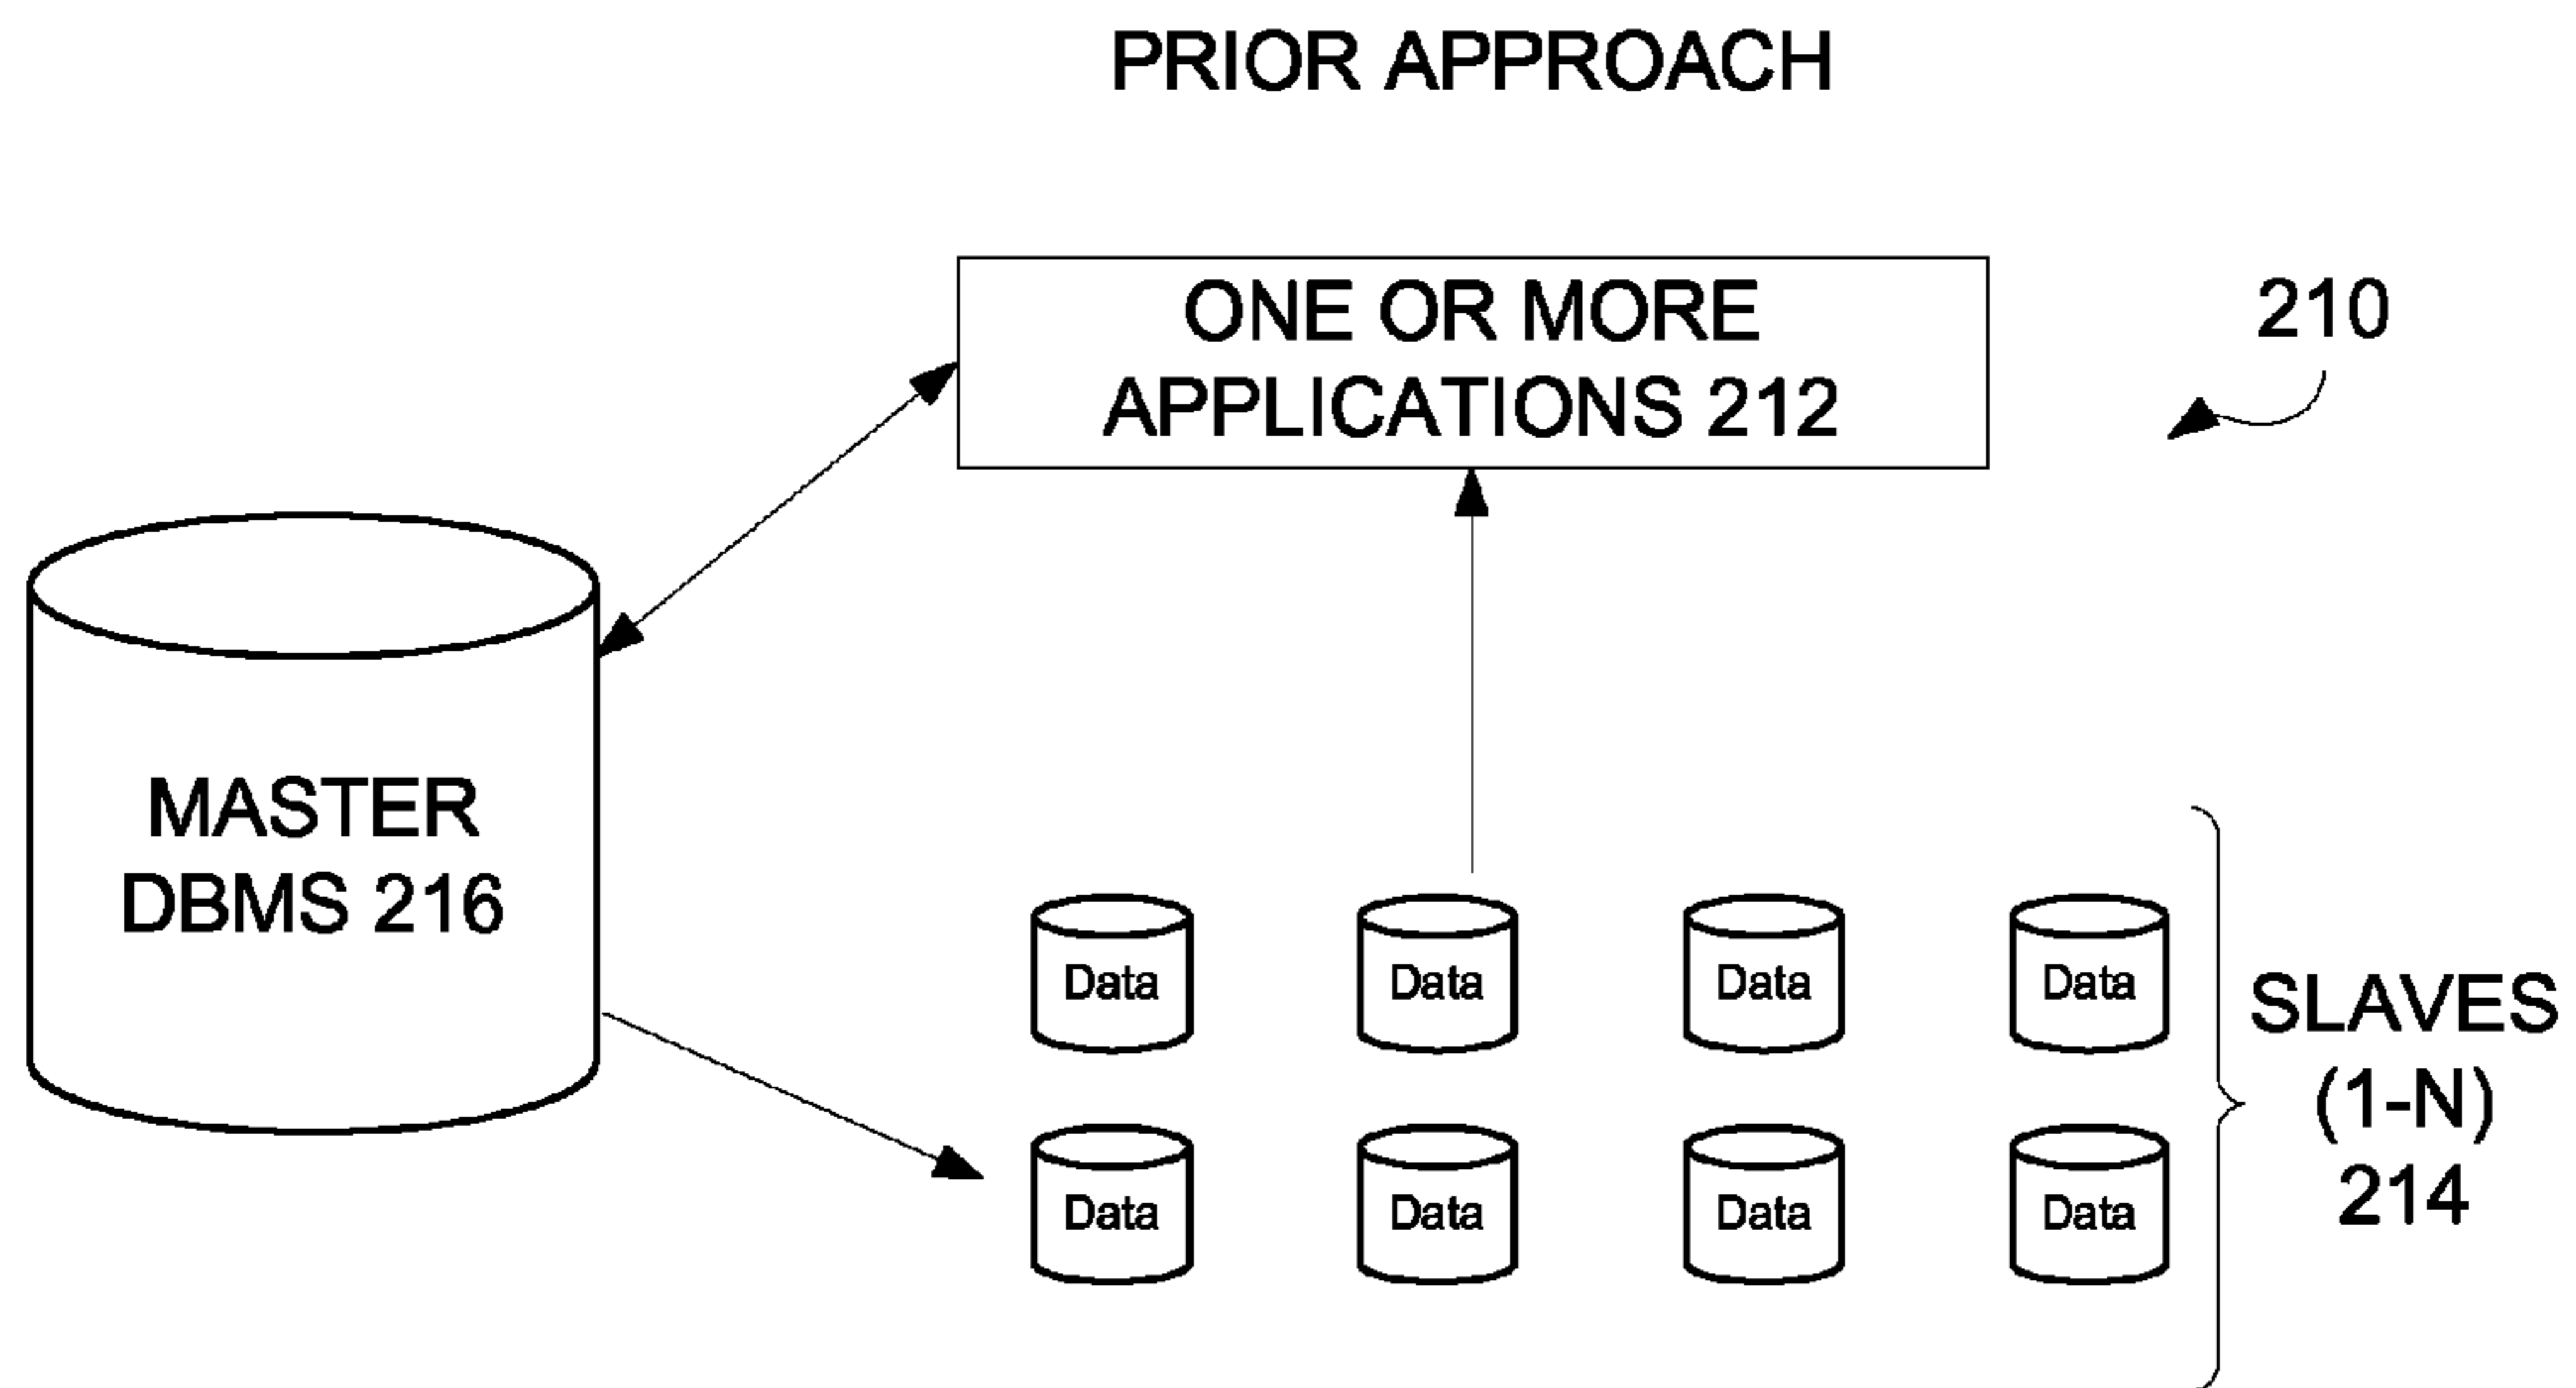 PRIOR APPROACH
ONE OR MORE
APPLICATIONS 212
210
MASTER
DBMS 216
Data
Data
Data
Data
Data
Data
Data
Data
SLAVES
(1-N)
214